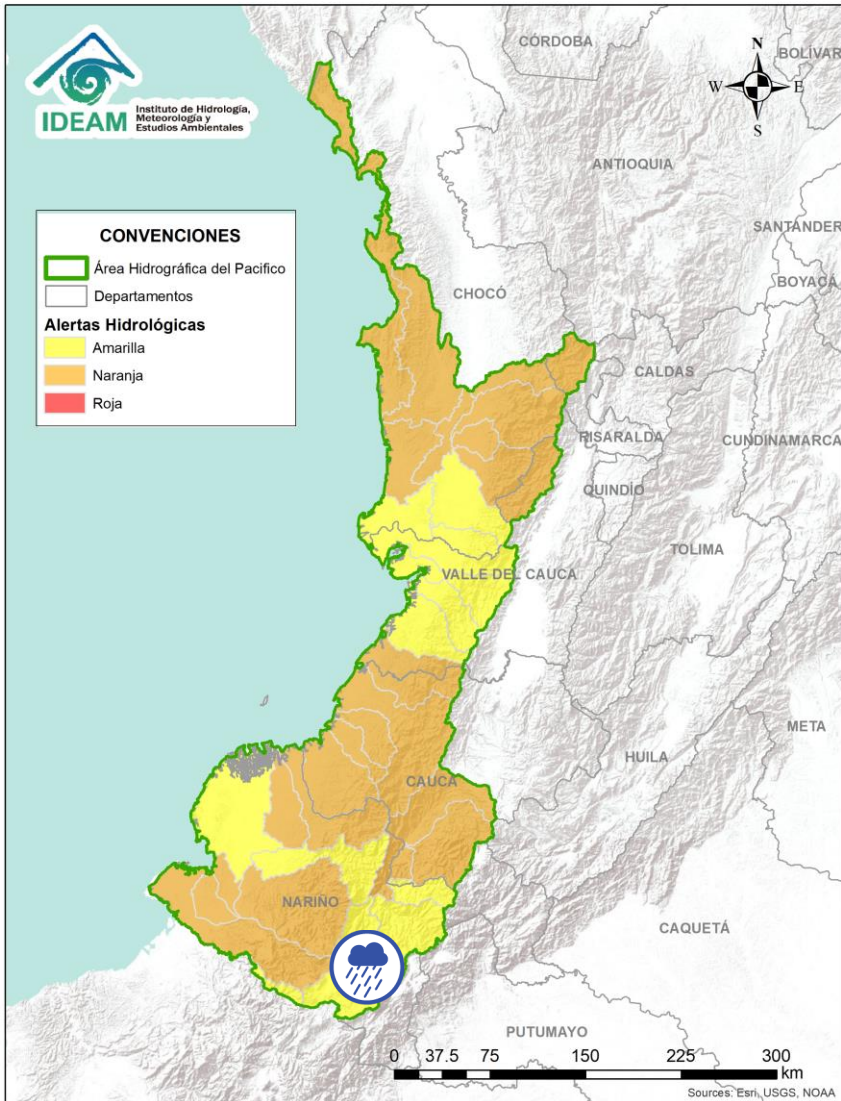 IDEAM
Instituto de Hidrología,
Meteorología y
Estudios Ambientales
CÓRDOBA
BOLÍVAR
N
W E
S
ANTIOQUIA
SANTANDER
BOYACÁ
CONVENCIONES
Área Hidrográfica del Pacifico
Departamentos
Alertas Hidrológicas
Amarilla
Naranja
Roja
CHOCÓ
CALDAS
RISARALDA
CUNDINAMARCA
QUINDÍO
TOLIMA
VALLE DEL CAUCA
META
HUILA
CAUCA
NARIÑO
CAQUETÁ
PUTUMAYO
0 37.5 75 150 225 300
km
Sources: Esri, USGS, NOAA